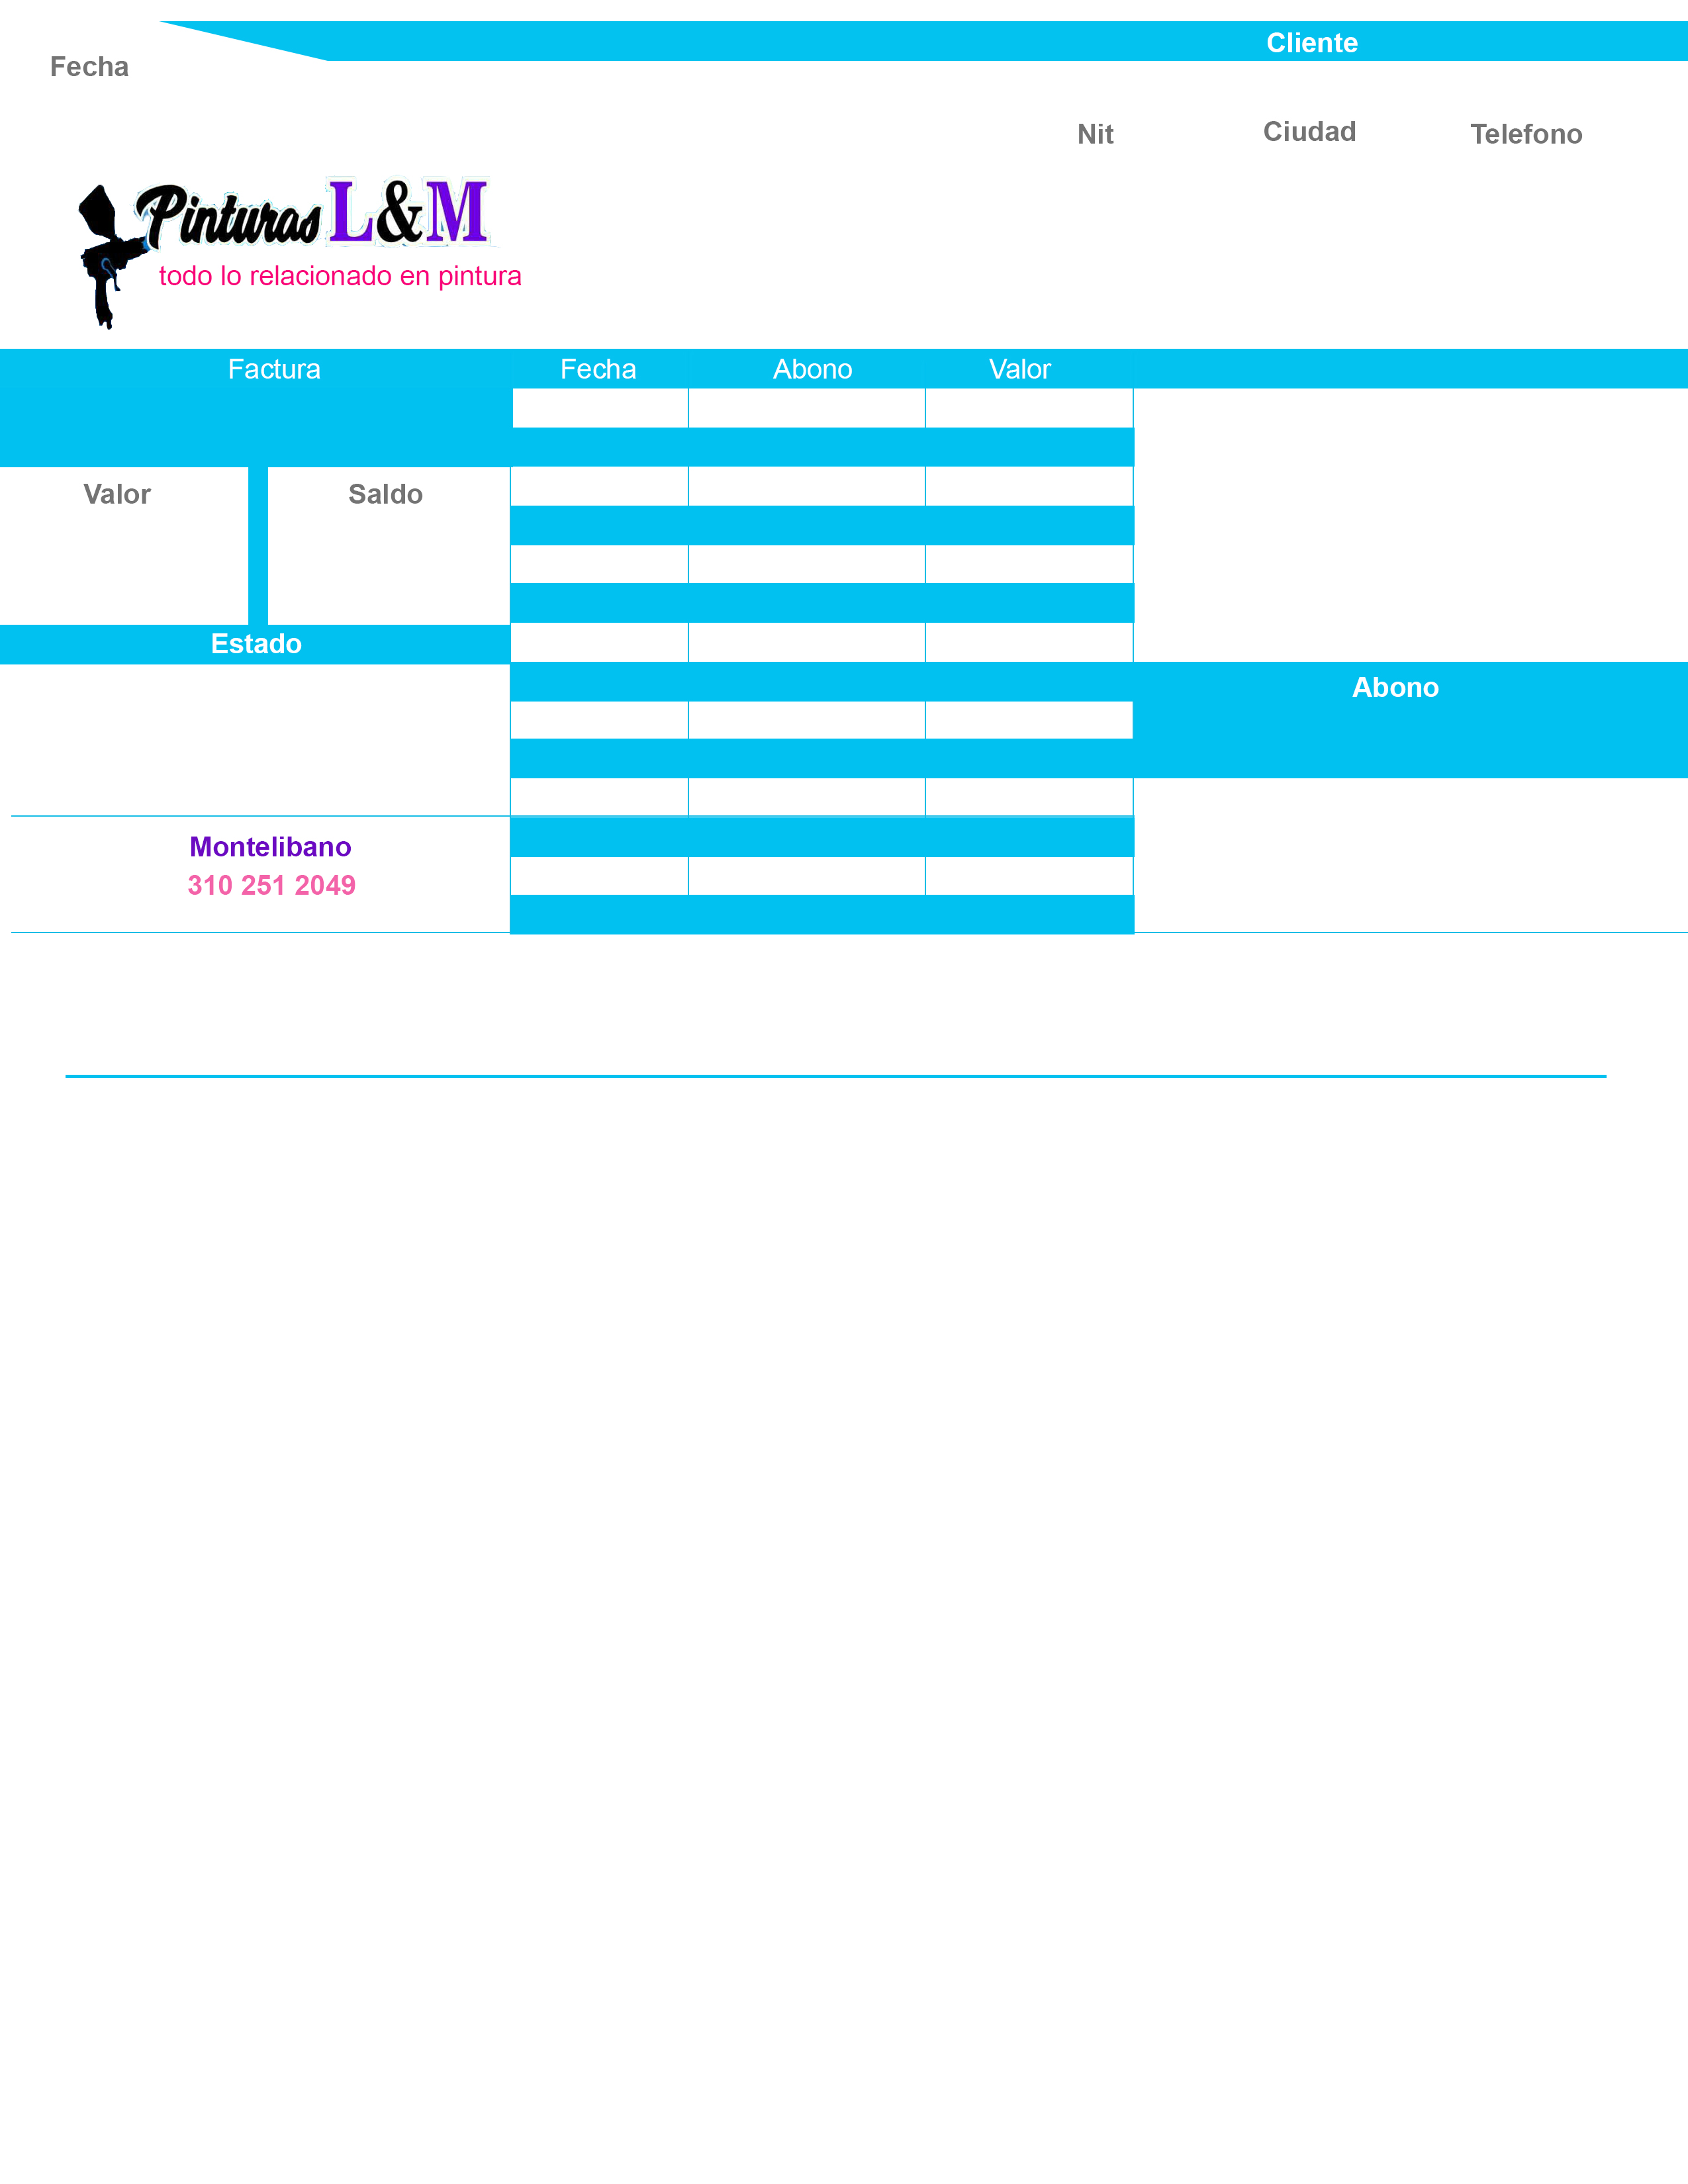 Cliente
Fecha
Nit Ciudad Telefono
Pinturas L&M
todo lo relacionado en pintura
Factura Fecha Abono Valor
Valor Saldo
Estado
Abono
Montelibano
310 251 2049